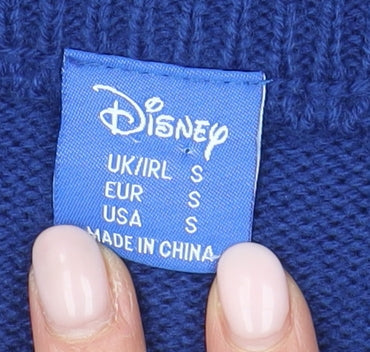 Disney
UK/IRL S
EUR S
USA S
MADE IN CHINA